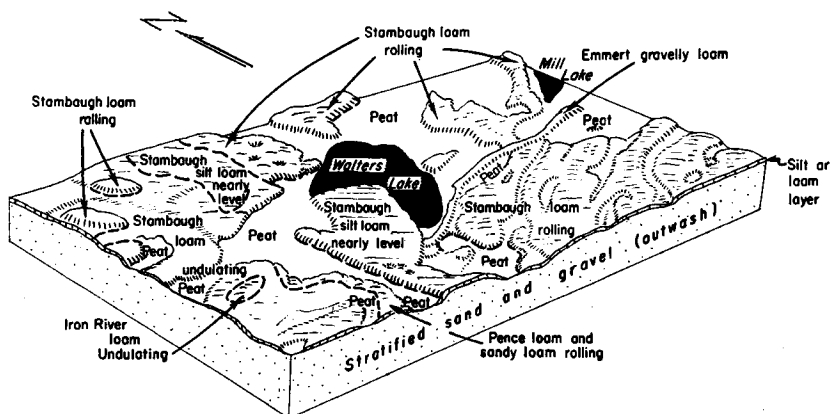 N
Stambaugh loam
rolling
Emmert gravelly loam
Mill
Lake
Stambaugh loam
rolling
Peat
Peat
Stambaugh
silt loam
nearly
level
Walters
Lake
Peat
Silt or
loam
layer
Stambaugh
silt loam
nearly level
Stambaugh
loam
rolling
Stambaugh
loam
undulating
Peat
Peat
Peat
Peat
Peat
Peat
Iron River
loam
Undulating
Pence loam and
sandy loam rolling
Stratified sand and gravel (outwash)